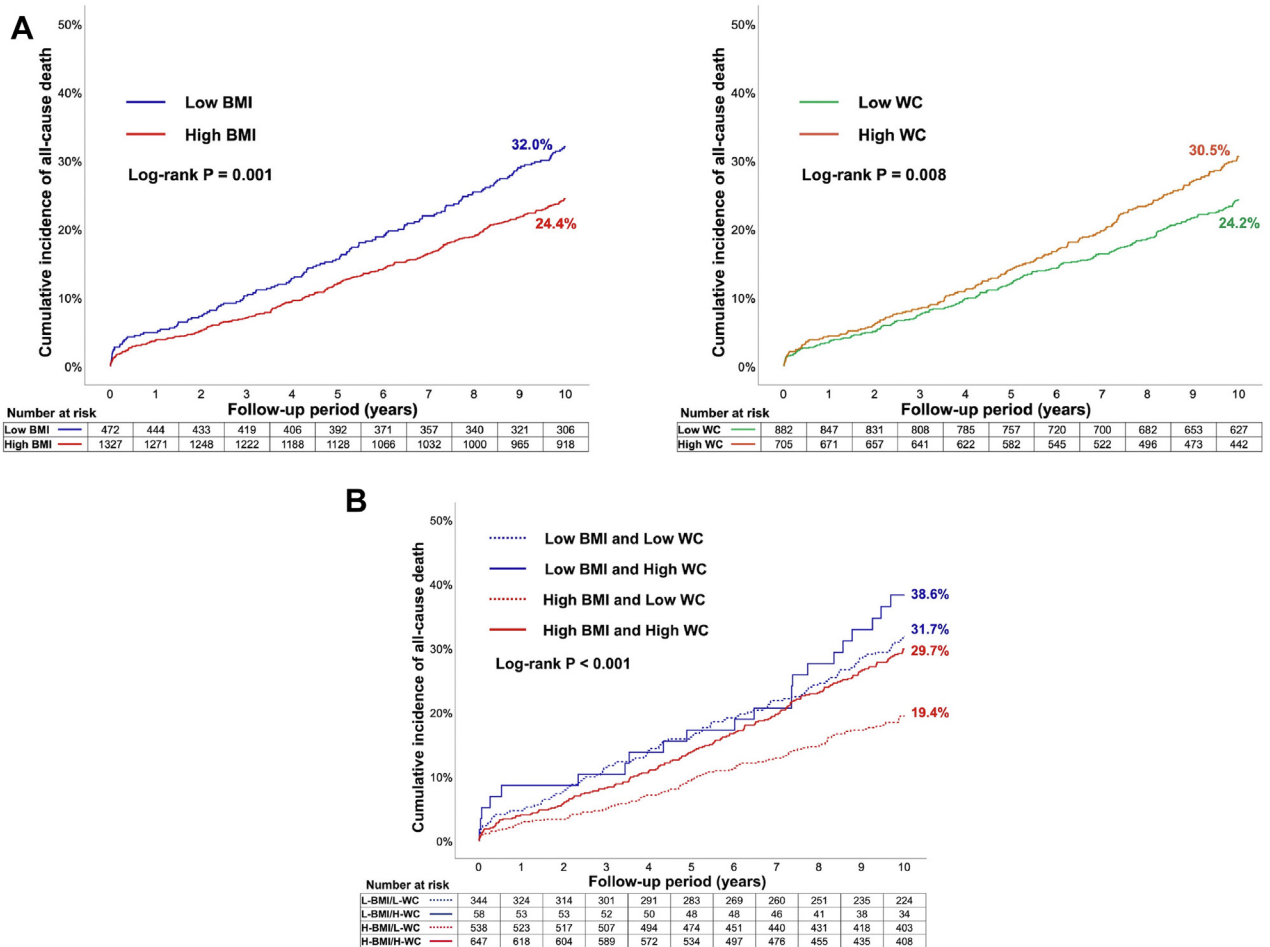 A
Cumulative incidence of all-cause death
50%
40%
30%
20%
10%
0%
Low BMI
High BMI
Log-rank P = 0.001
32.0%
24.4%
0 1 2 3 4 5 6 7 8 9 10
Follow-up period (years)
Number at risk
Low BMI 472 444 433 419 406 392 371 357 340 321 306
High BMI 1327 1271 1248 1222 1188 1128 1066 1032 1000 965 918
Cumulative incidence of all-cause death
50%
40%
30%
20%
10%
0%
Low WC
High WC
Log-rank P = 0.008
30.5%
24.2%
0 1 2 3 4 5 6 7 8 9 10
Follow-up period (years)
Number at risk
Low WC 882 847 831 808 785 757 720 700 682 653 627
High WC 705 671 657 641 622 582 545 522 496 473 442
B
Cumulative incidence of all-cause death
50%
40%
30%
20%
10%
0%
Low BMI and Low WC
Low BMI and High WC
High BMI and Low WC
High BMI and High WC
Log-rank P < 0.001
38.6%
31.7%
29.7%
19.4%
0 1 2 3 4 5 6 7 8 9 10
Follow-up period (years)
Number at risk
L-BMI/L-WC 344 324 314 301 291 283 269 260 251 235 224
L-BMI/H-WC 58 53 53 52 50 48 48 46 41 38 34
H-BMI/L-WC 538 523 517 507 494 474 451 440 431 418 403
H-BMI/H-WC 647 618 604 589 572 534 497 476 455 435 408